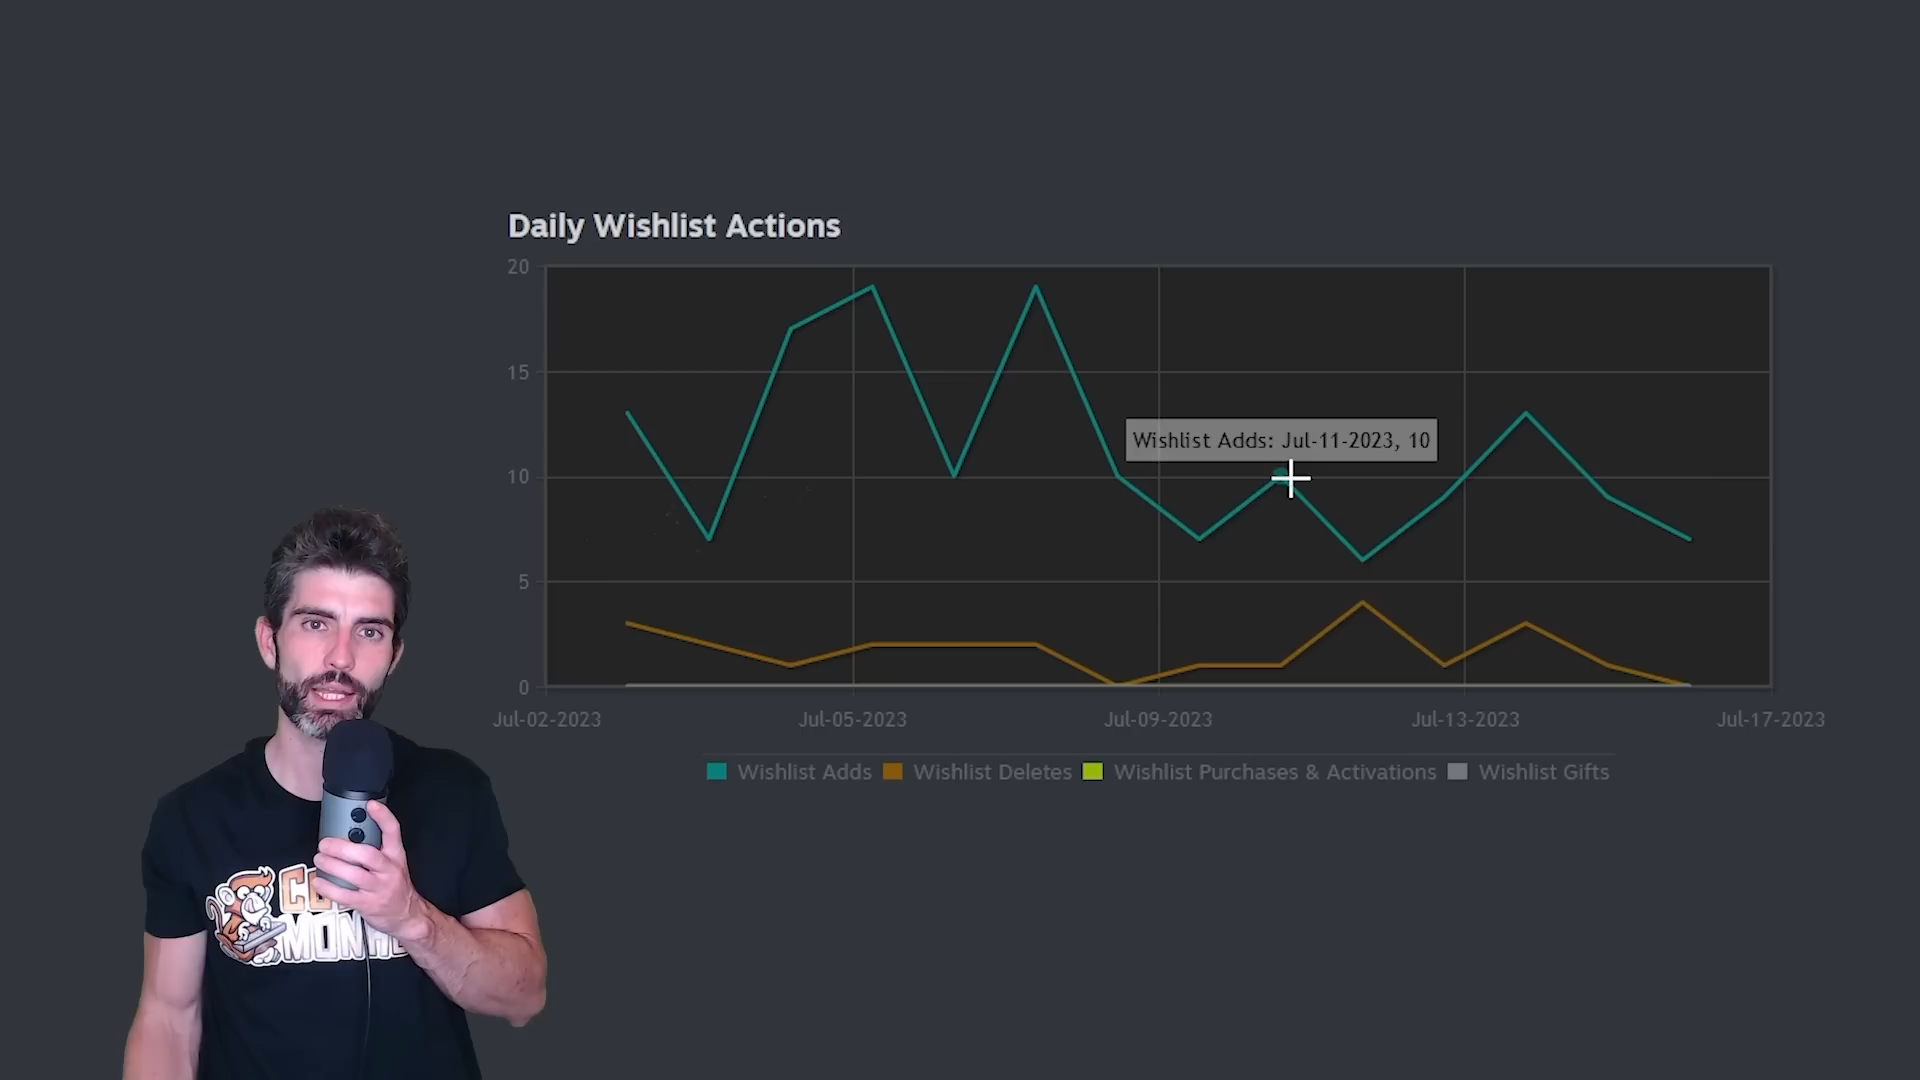 Daily Wishlist Actions
20
15
Wishlist Adds: Jul-11-2023, 10
10
5
0
Jul-02-2023 Jul-05-2023 Jul-09-2023 Jul-13-2023 Jul-17-2023
Wishlist Adds Wishlist Deletes Wishlist Purchases & Activations Wishlist Gifts